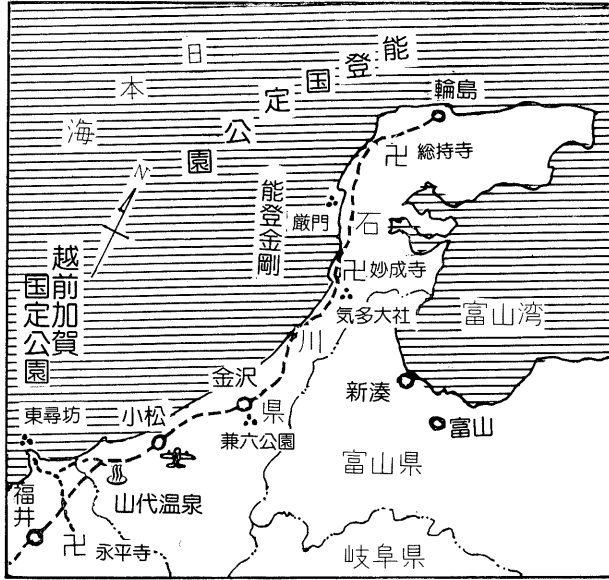 日本海
能登国定公園
輪島
卍 総持寺
能登金剛
巌門
石川県
卍 妙成寺
気多大社
富山湾
N
越前加賀
国定公園
金沢
新湊
富山
東尋坊
小松
兼六公園
富山県
福井
山代温泉
卍 永平寺
岐阜県